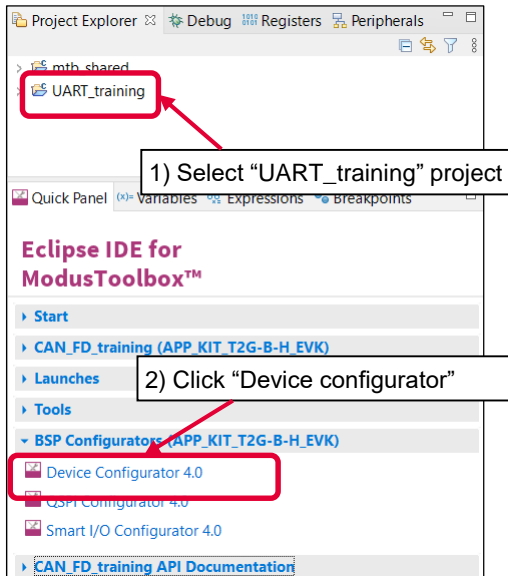 Project Explorer Debug Registers Peripherals
mtb_shared
UART_training
1) Select “UART_training” project
Quick Panel (x)= Variables Expressions Breakpoints
Eclipse IDE for
ModusToolbox™
Start
CAN_FD_training (APP_KIT_T2G-B-H_EVK)
Launches
2) Click “Device configurator”
Tools
BSP Configurators (APP_KIT_T2G-B-H_EVK)
Device Configurator 4.0
QSPI Configurator 4.0
Smart I/O Configurator 4.0
CAN_FD_training API Documentation